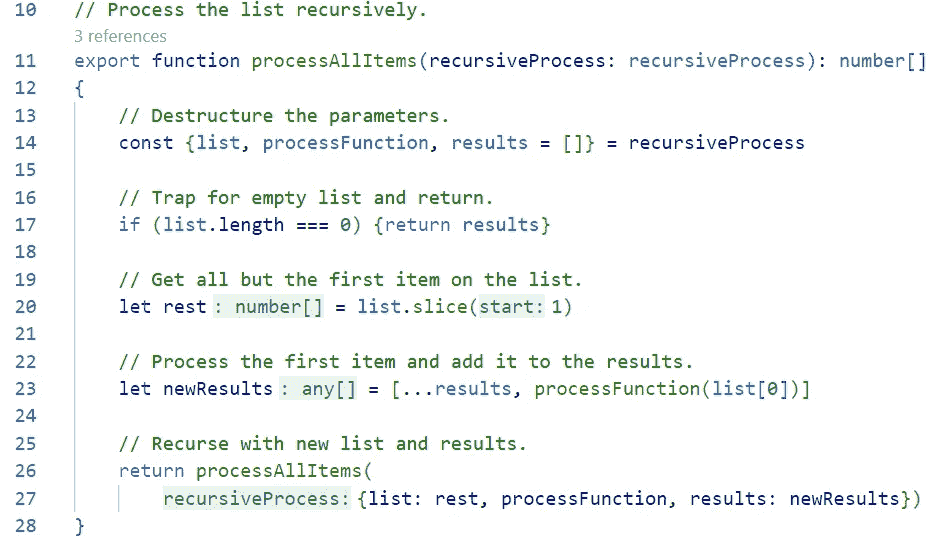 10 // Process the list recursively.
3 references
11 export function processAllItems(recursiveProcess: recursiveProcess): number[]
12 {
13 // Destructure the parameters.
14 const {list, processFunction, results = []} = recursiveProcess
15
16 // Trap for empty list and return.
17 if (list.length === 0) {return results}
18
19 // Get all but the first item on the list.
20 let rest: number[] = list.slice(start: 1)
21
22 // Process the first item and add it to the results.
23 let newResults: any[] = [...results, processFunction(list[0])]
24
25 // Recurse with new list and results.
26 return processAllItems(
27 recursiveProcess: {list: rest, processFunction, results: newResults})
28 }